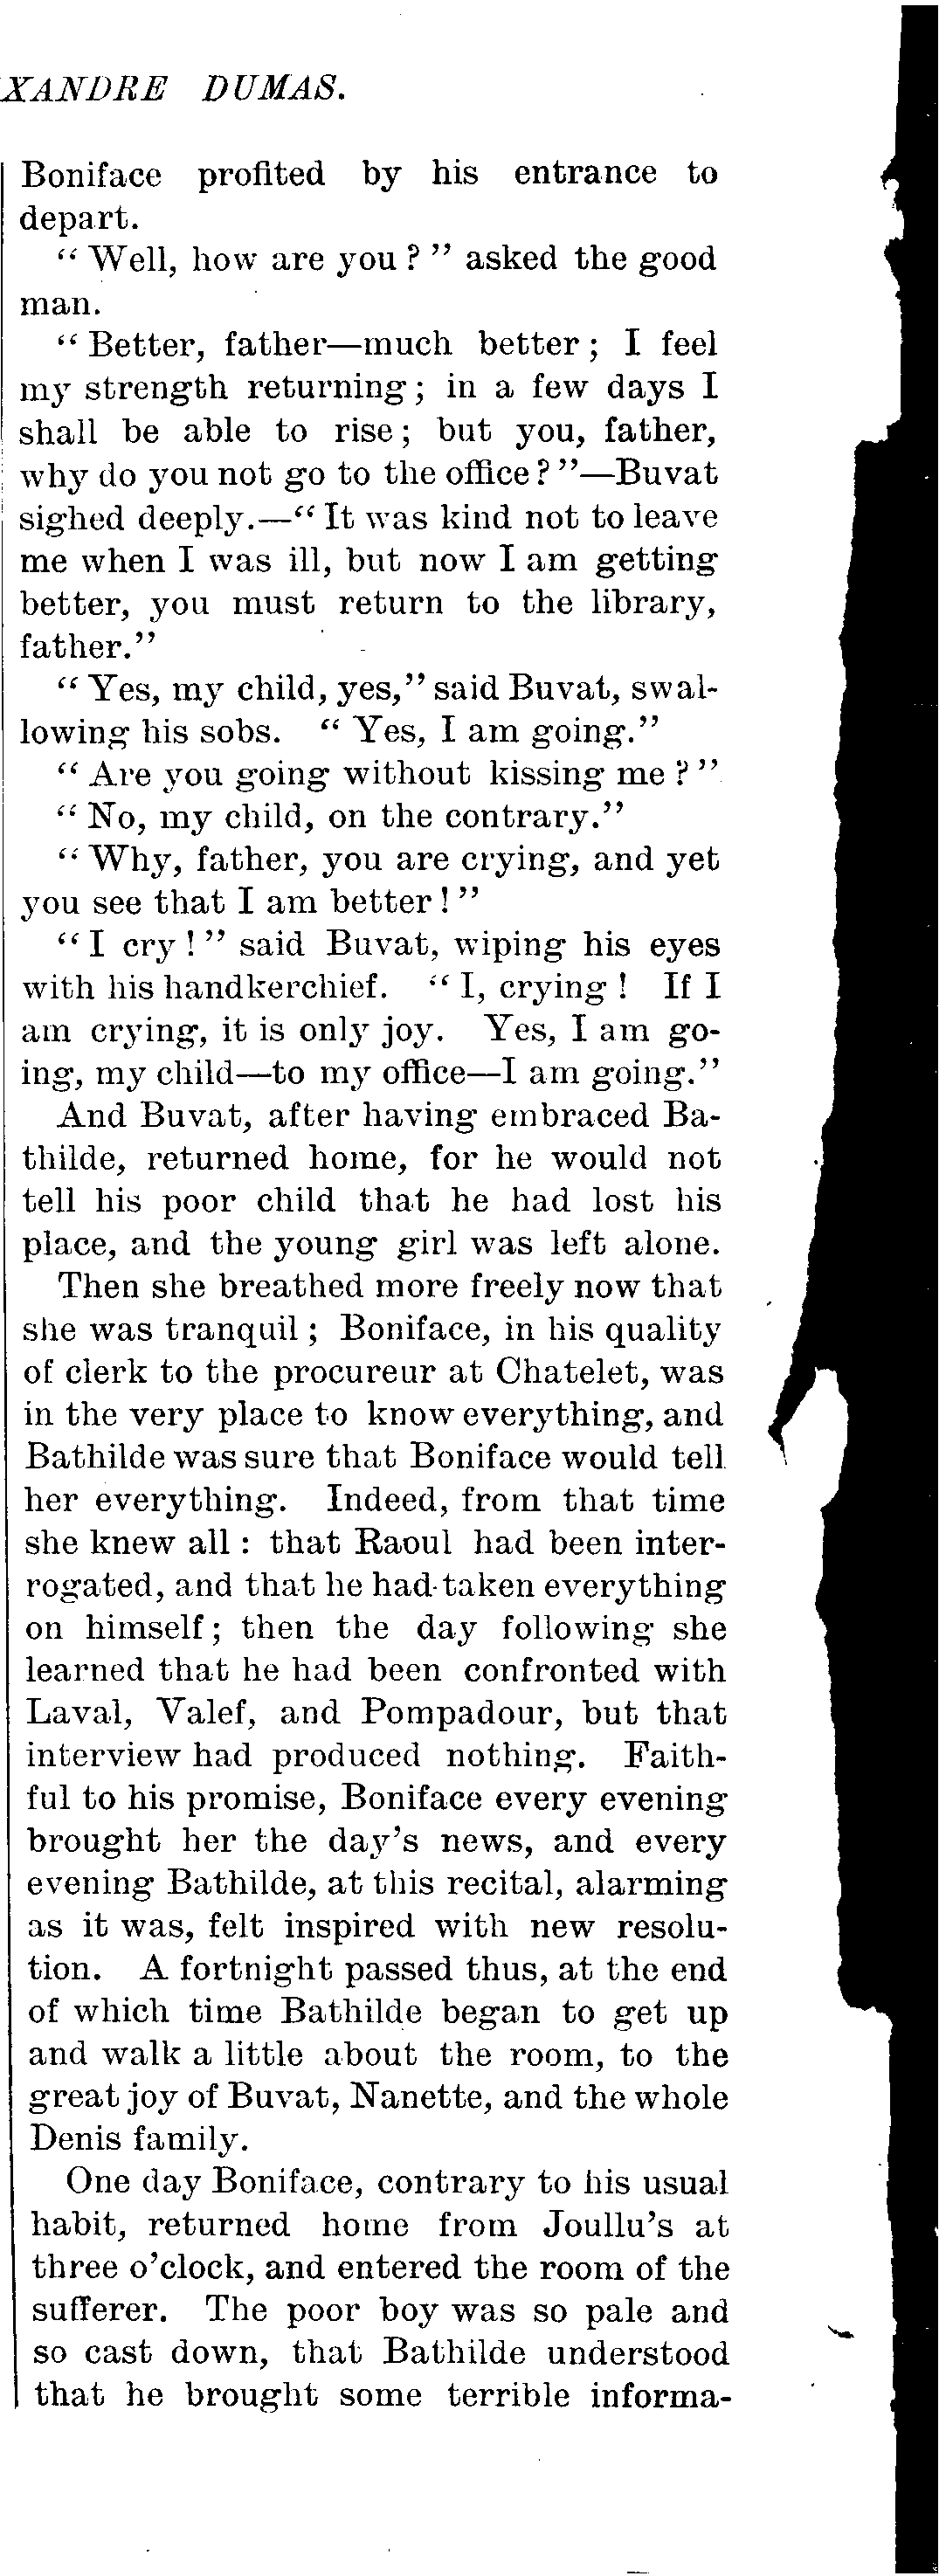 XANDRE DUMAS.
Boniface profited by his entrance to
depart.
“Well, how are you?” asked the good
man.
“Better, father—much better; I feel
my strength returning; in a few days I
shall be able to rise; but you, father,
why do you not go to the office?”—Buvat
sighed deeply.—“It was kind not to leave
me when I was ill, but now I am getting
better, you must return to the library,
father.”
“Yes, my child, yes,” said Buvat, swal-
lowing his sobs. “Yes, I am going.”
“Are you going without kissing me?”
“No, my child, on the contrary.”
“Why, father, you are crying, and yet
you see that I am better!”
“I cry!” said Buvat, wiping his eyes
with his handkerchief. “I, crying! If I
am crying, it is only joy. Yes, I am go-
ing, my child—to my office—I am going.”
And Buvat, after having embraced Ba-
thilde, returned home, for he would not
tell his poor child that he had lost his
place, and the young girl was left alone.
Then she breathed more freely now that
she was tranquil; Boniface, in his quality
of clerk to the procureur at Chatelet, was
in the very place to know everything, and
Bathilde was sure that Boniface would tell
her everything. Indeed, from that time
she knew all: that Raoul had been inter-
rogated, and that he had taken everything
on himself; then the day following she
learned that he had been confronted with
Laval, Valef, and Pompadour, but that
interview had produced nothing. Faith-
ful to his promise, Boniface every evening
brought her the day’s news, and every
evening Bathilde, at this recital, alarming
as it was, felt inspired with new resolu-
tion. A fortnight passed thus, at the end
of which time Bathilde began to get up
and walk a little about the room, to the
great joy of Buvat, Nanette, and the whole
Denis family.
One day Boniface, contrary to his usual
habit, returned home from Joullu’s at
three o’clock, and entered the room of the
sufferer. The poor boy was so pale and
so cast down, that Bathilde understood
that he brought some terrible informa-